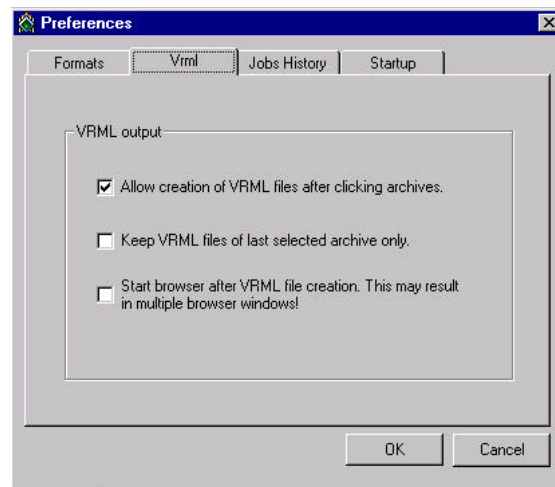 Preferences
Formats
Vrml
Jobs History
Startup
VRML output
Allow creation of VRML files after clicking archives.
Keep VRML files of last selected archive only.
Start browser after VRML file creation. This may result
in multiple browser windows!
OK
Cancel